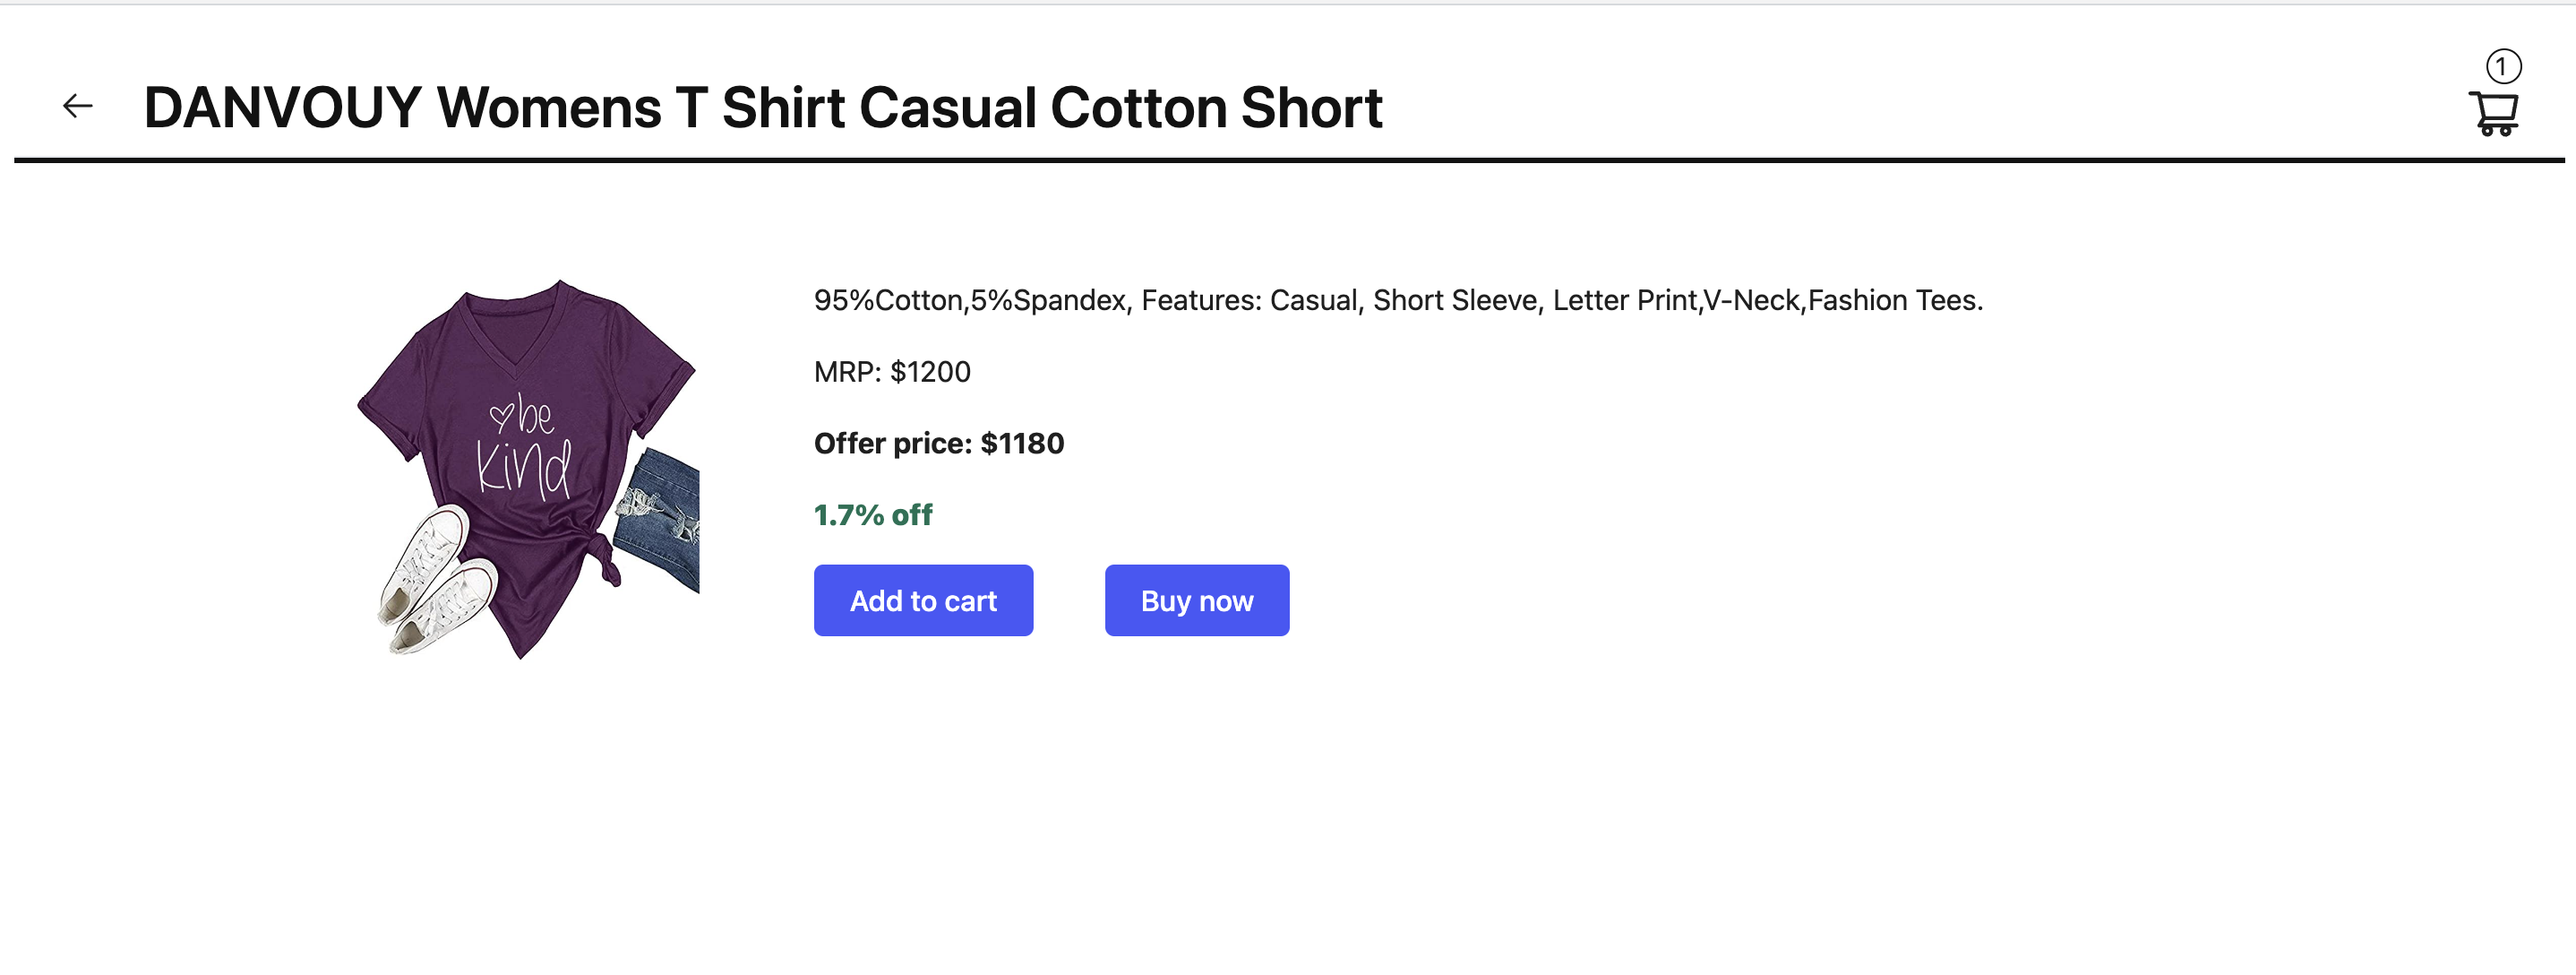 1
DANVOUY Womens T Shirt Casual Cotton Short
95%Cotton,5%Spandex, Features: Casual, Short Sleeve, Letter Print,V-Neck,Fashion Tees.
MRP: $1200
be
kind
Offer price: $1180
1.7% off
Add to cart
Buy now